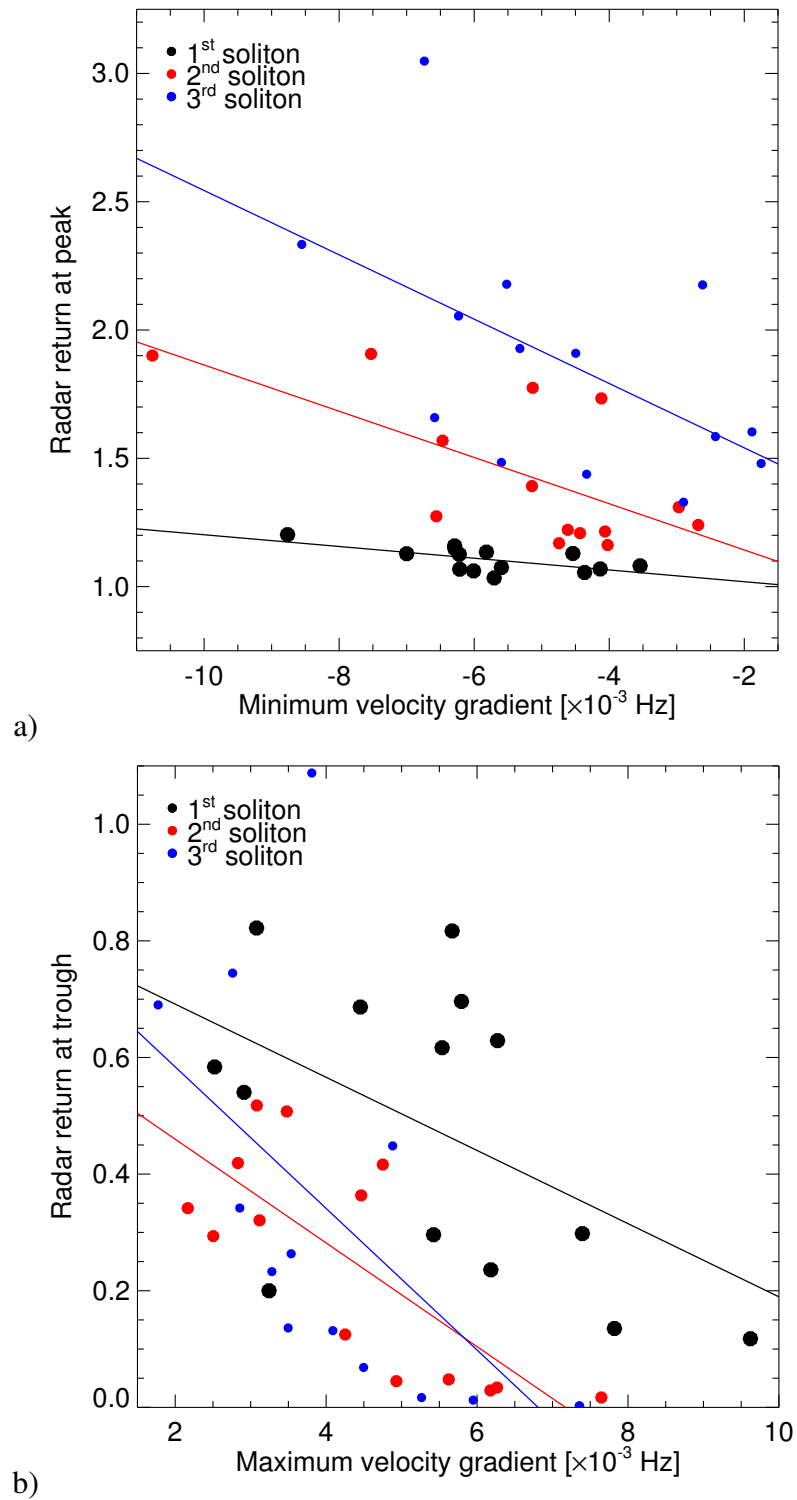 1st soliton
2nd soliton
3rd soliton
3.0
2.5
2.0
1.5
1.0
Radar return at peak
-10 -8 -6 -4 -2
Minimum velocity gradient [×10-3 Hz]
a)
1st soliton
2nd soliton
3rd soliton
1.0
0.8
0.6
0.4
0.2
0.0
Radar return at trough
2 4 6 8 10
Maximum velocity gradient [×10-3 Hz]
b)